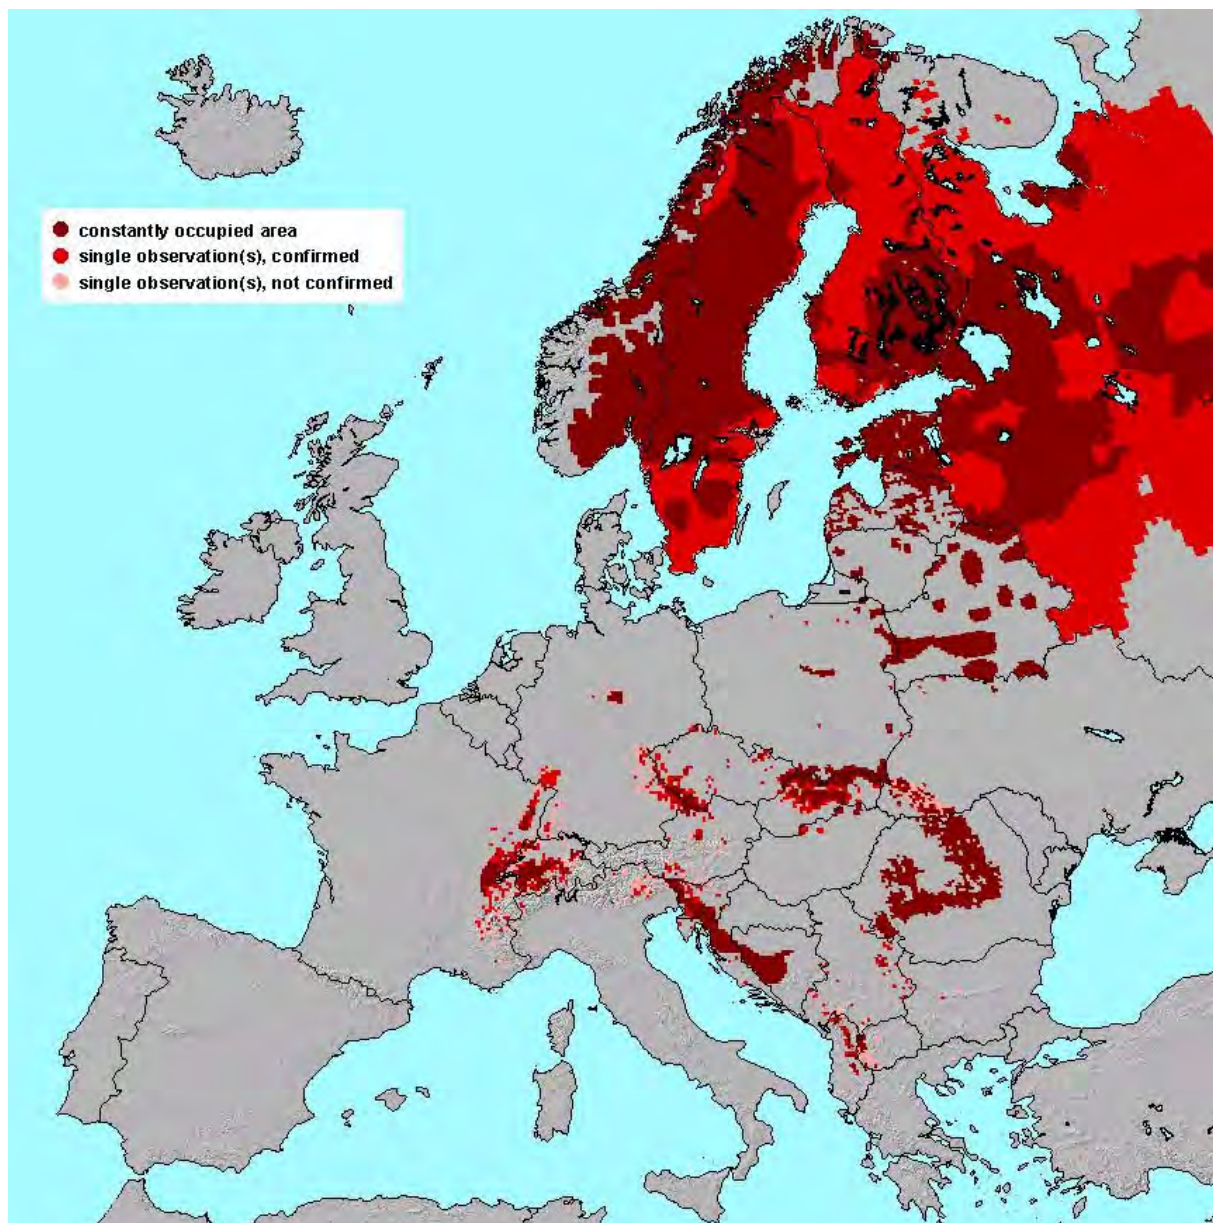 constantly occupied area
single observation(s), confirmed
single observation(s), not confirmed